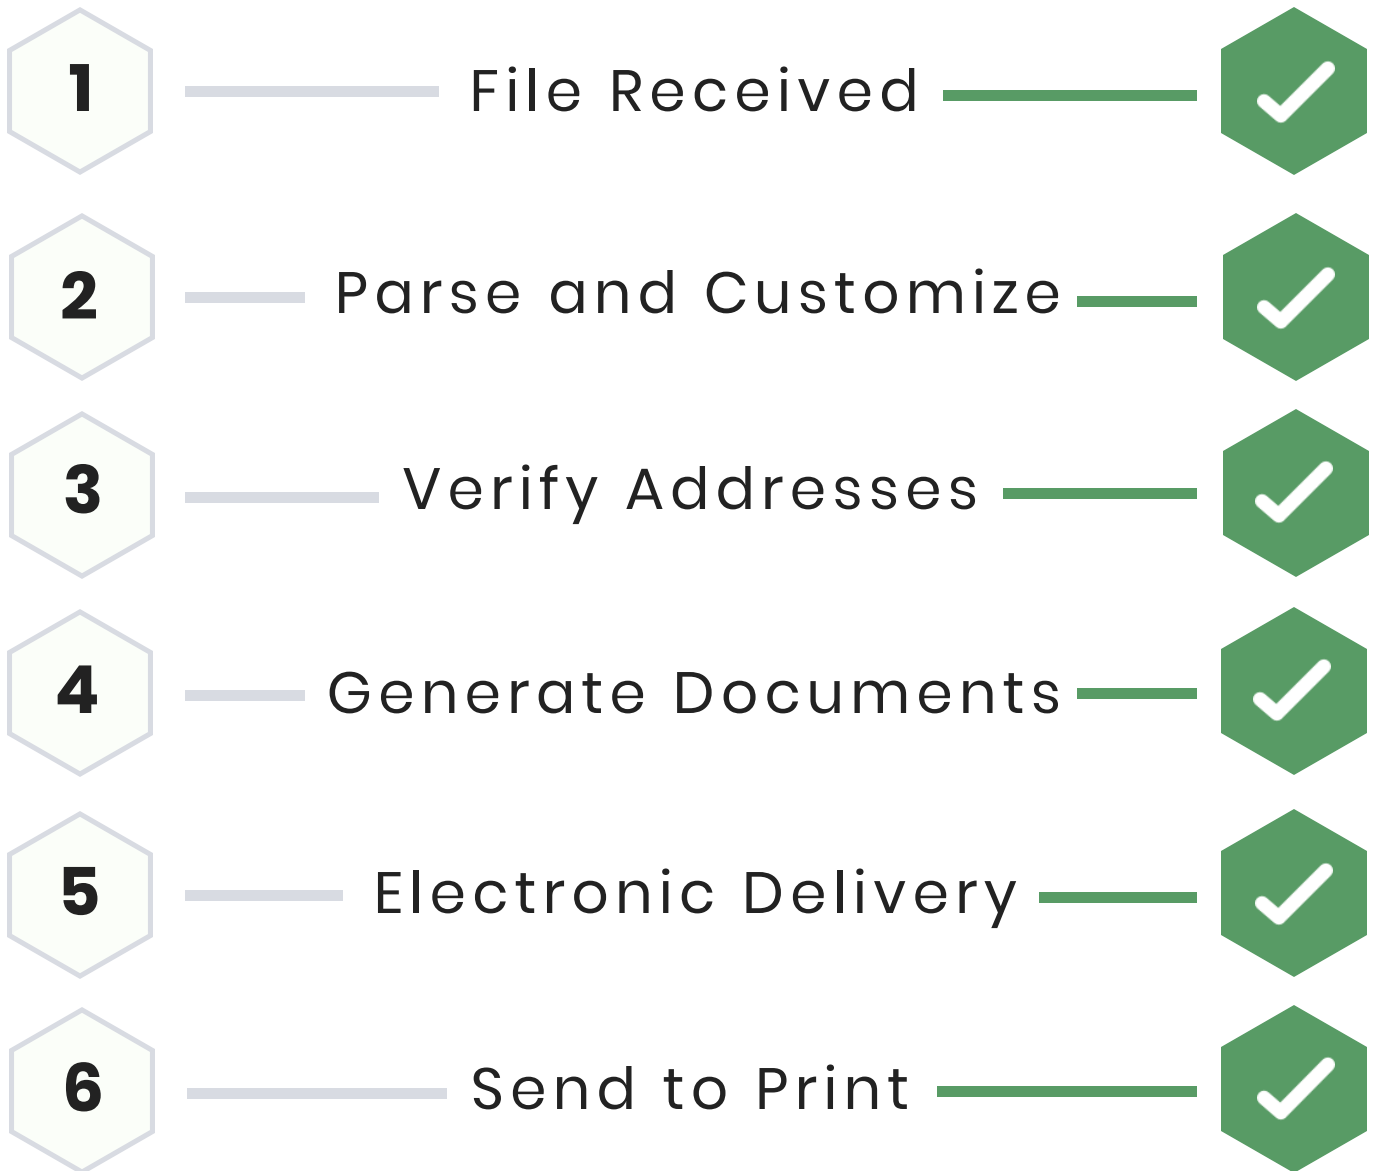 1 File Received
2 Parse and Customize
3 Verify Addresses
4 Generate Documents
5 Electronic Delivery
6 Send to Print